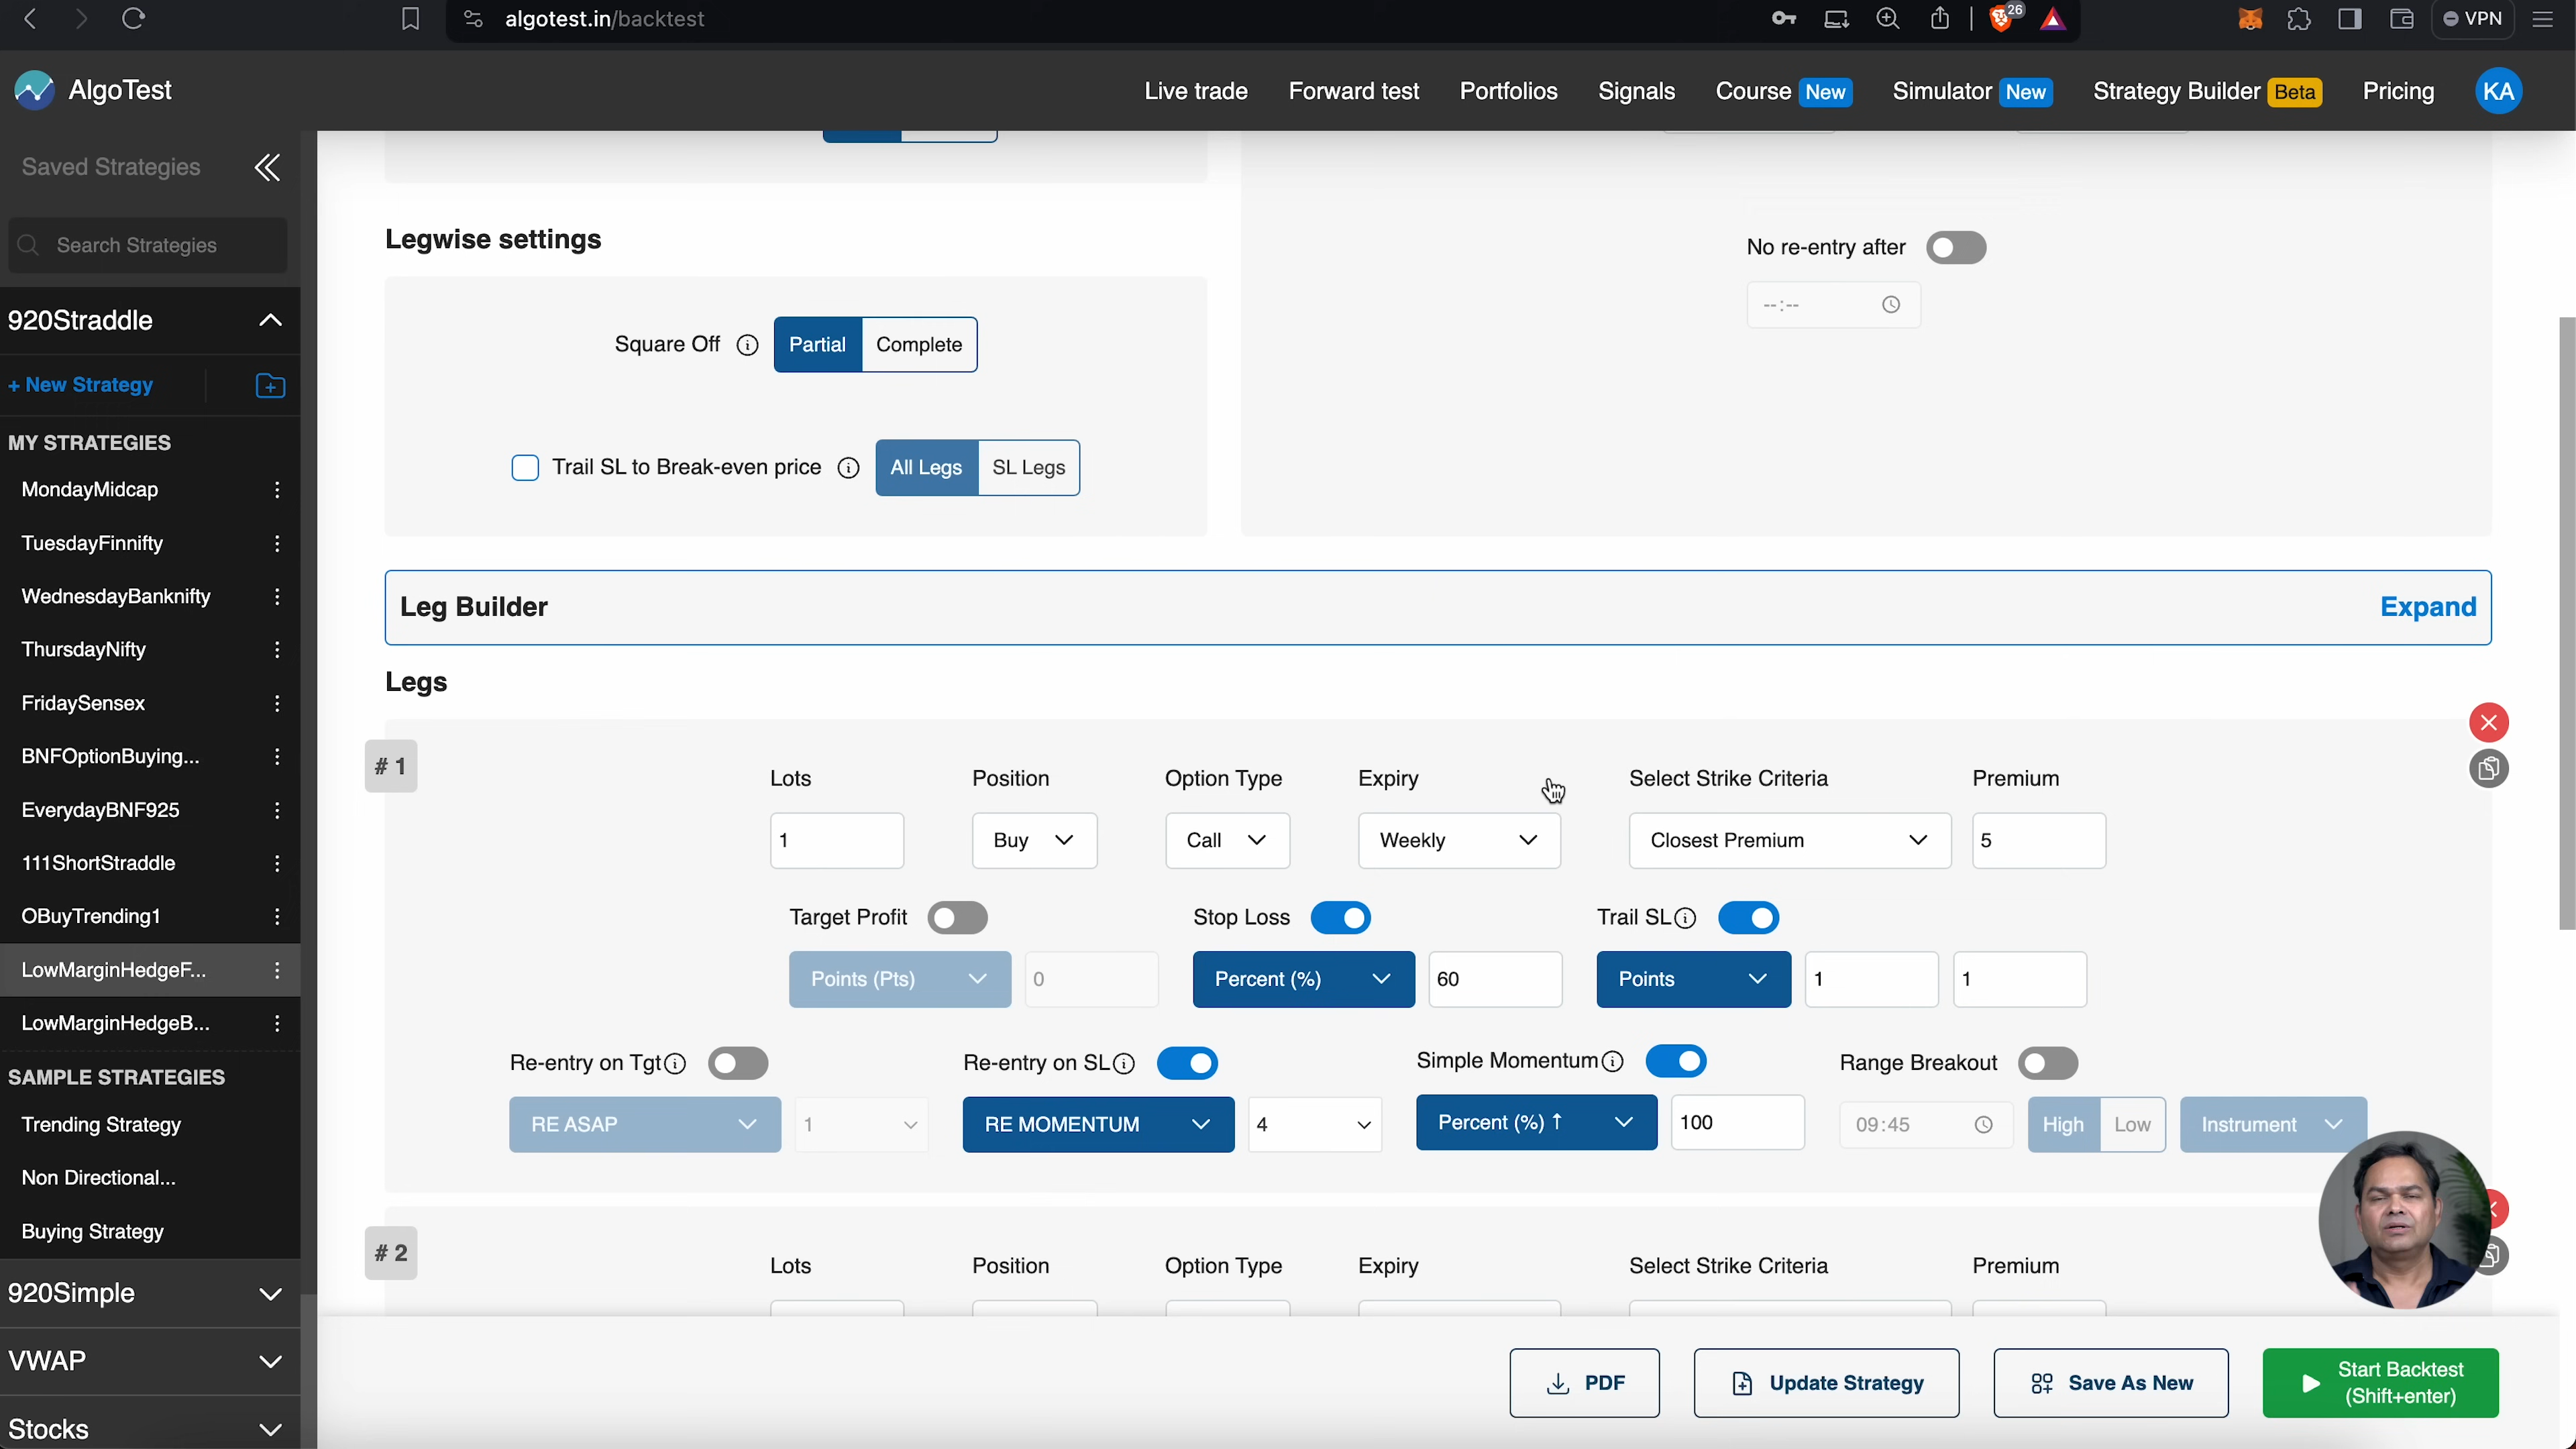 algotest.in/backtest
26
VPN
AlgoTest
Live trade
Forward test
Portfolios
Signals
Course New
Simulator New
Strategy Builder Beta
Pricing
KA
Saved Strategies
Search Strategies
920Straddle
+ New Strategy
MY STRATEGIES
MondayMidcap
TuesdayFinnifty
WednesdayBanknifty
ThursdayNifty
FridaySensex
BNFOptionBuying...
EverydayBNF925
111ShortStraddle
OBuyTrending1
LowMarginHedgeF...
LowMarginHedgeB...
SAMPLE STRATEGIES
Trending Strategy
Non Directional...
Buying Strategy
920Simple
VWAP
Stocks
Legwise settings
Square Off Partial Complete
Trail SL to Break-even price All Legs SL Legs
No re-entry after
--:--
Leg Builder Expand
Legs
# 1
Lots Position Option Type Expiry Select Strike Criteria Premium
1 Buy Call Weekly Closest Premium 5
Target Profit Stop Loss Trail SL
Points (Pts) 0 Percent (%) 60 Points 1 1
Re-entry on Tgt Re-entry on SL Simple Momentum Range Breakout
RE ASAP 1 RE MOMENTUM 4 Percent (%) ↑ 100 09:45 High Low Instrument
# 2
Lots Position Option Type Expiry Select Strike Criteria Premium
PDF
Update Strategy
Save As New
Start Backtest
(Shift+enter)